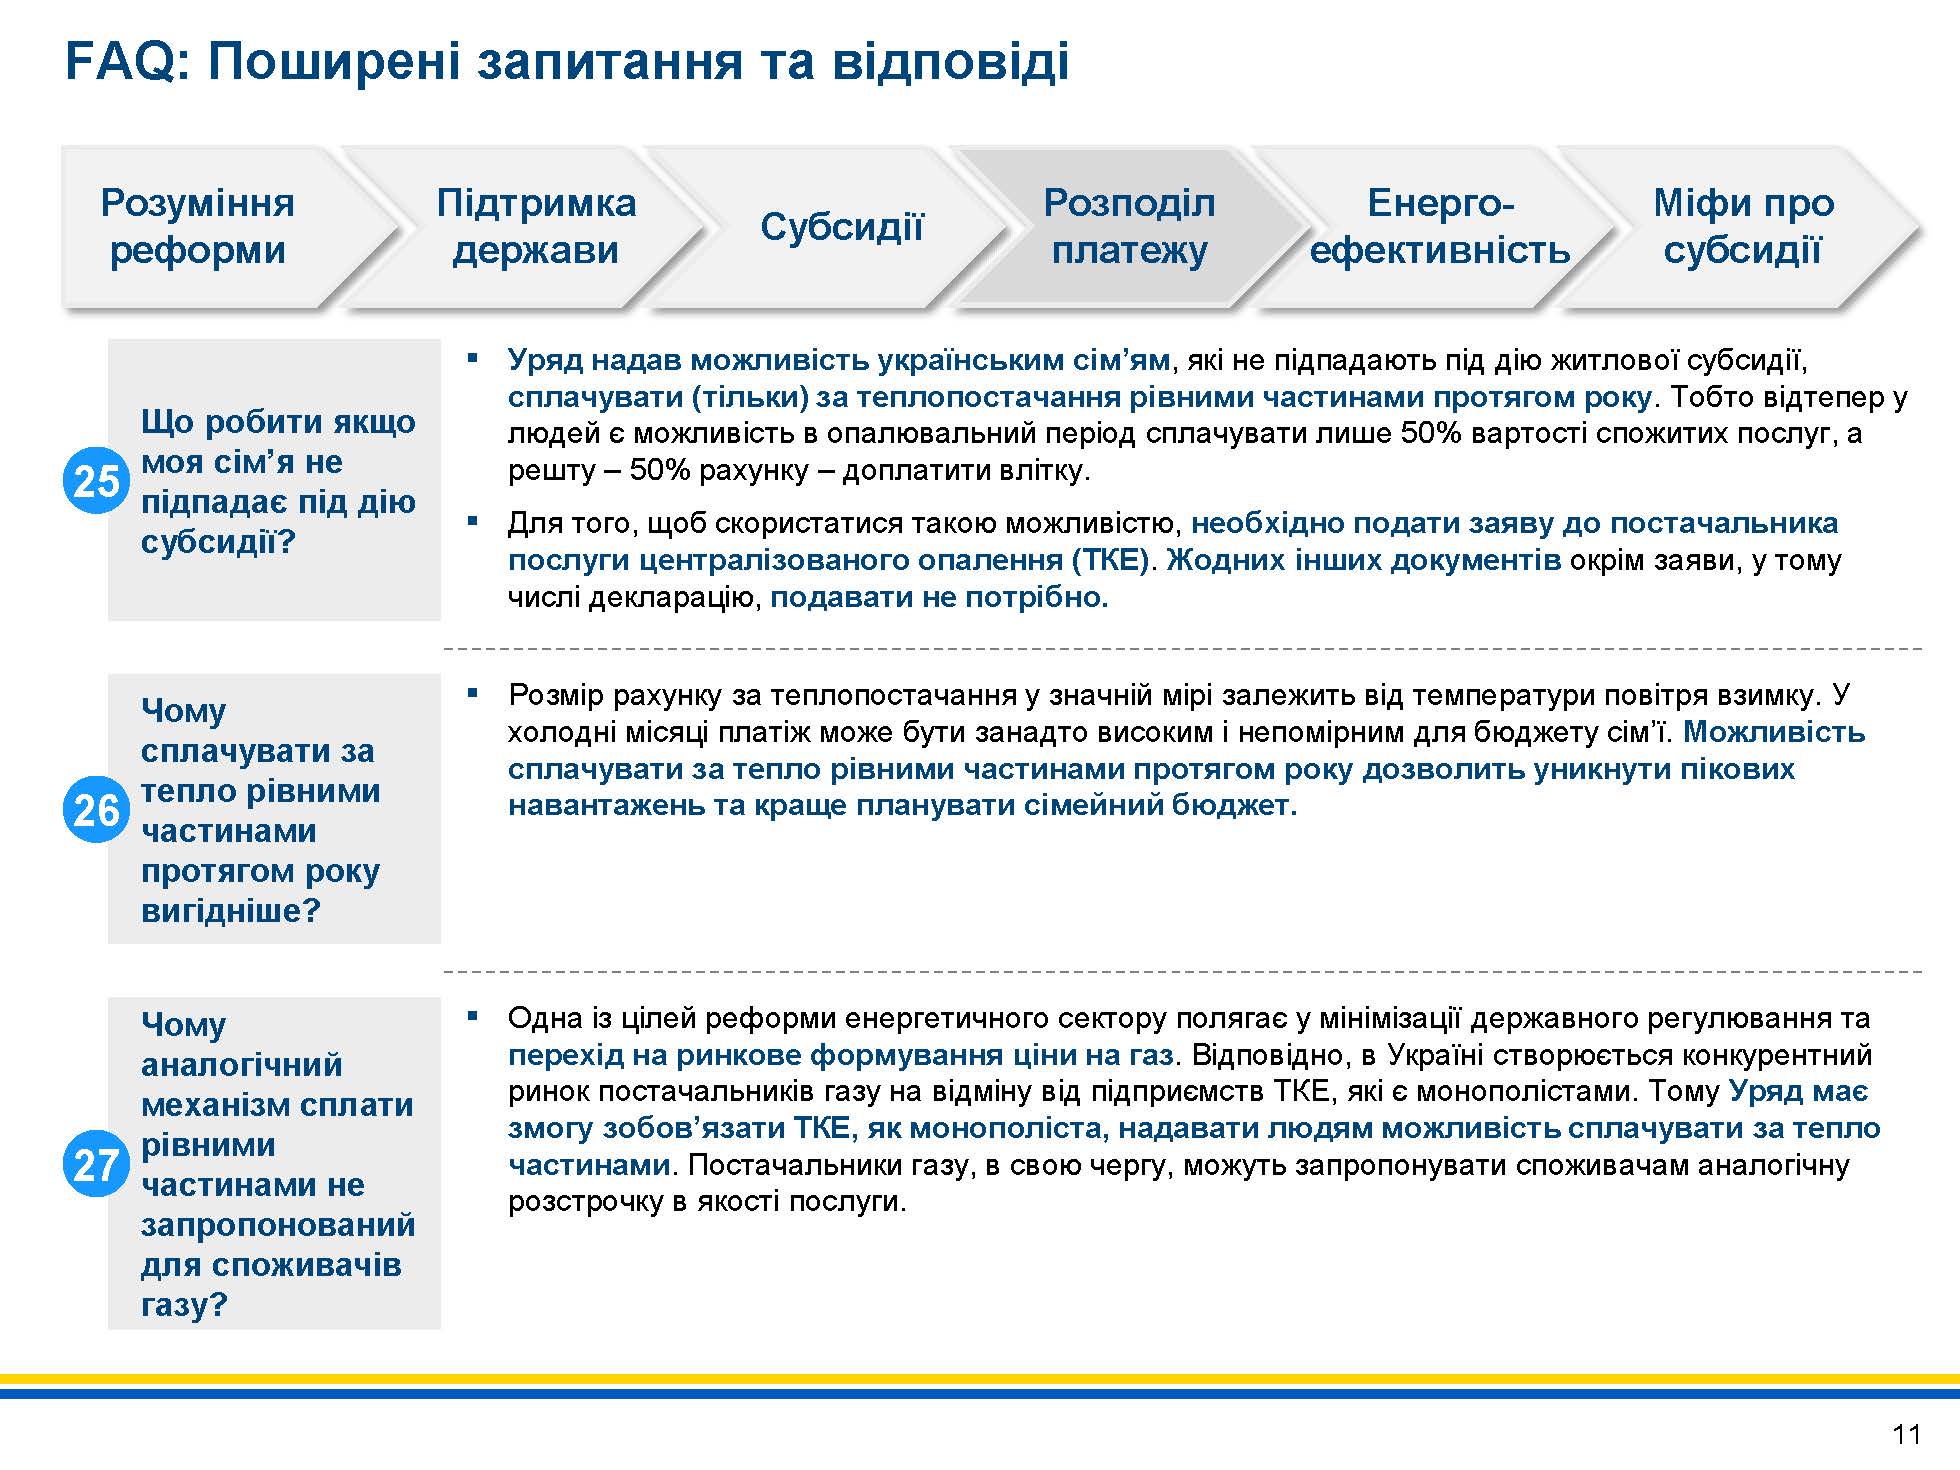 FAQ: Поширені запитання та відповіді
Розуміння
реформи
Підтримка
держави
Субсидії
Розподіл
платежу
Енерго-
ефективність
Міфи про
субсидії
25
Що робити якщо
моя сім’я не
підпадає під дію
субсидії?
▪ Уряд надав можливість українським сім’ям, які не підпадають під дію житлової субсидії,
сплачувати (тільки) за теплопостачання рівними частинами протягом року. Тобто відтепер у
людей є можливість в опалювальний період сплачувати лише 50% вартості спожитих послуг, а
решту – 50% рахунку – доплатити влітку.
▪ Для того, щоб скористатися такою можливістю, необхідно подати заяву до постачальника
послуги централізованого опалення (ТКЕ). Жодних інших документів окрім заяви, у тому
числі декларацію, подавати не потрібно.
26
Чому
сплачувати за
тепло рівними
частинами
протягом року
вигідніше?
▪ Розмір рахунку за теплопостачання у значній мірі залежить від температури повітря взимку. У
холодні місяці платіж може бути занадто високим і непомірним для бюджету сім’ї. Можливість
сплачувати за тепло рівними частинами протягом року дозволить уникнути пікових
навантажень та краще планувати сімейний бюджет.
27
Чому
аналогічний
механізм сплати
рівними
частинами не
запропонований
для споживачів
газу?
▪ Одна із цілей реформи енергетичного сектору полягає у мінімізації державного регулювання та
перехід на ринкове формування ціни на газ. Відповідно, в Україні створюється конкурентний
ринок постачальників газу на відміну від підприємств ТКЕ, які є монополістами. Тому Уряд має
змогу зобов’язати ТКЕ, як монополіста, надавати людям можливість сплачувати за тепло
частинами. Постачальники газу, в свою чергу, можуть запропонувати споживачам аналогічну
розстрочку в якості послуги.
11